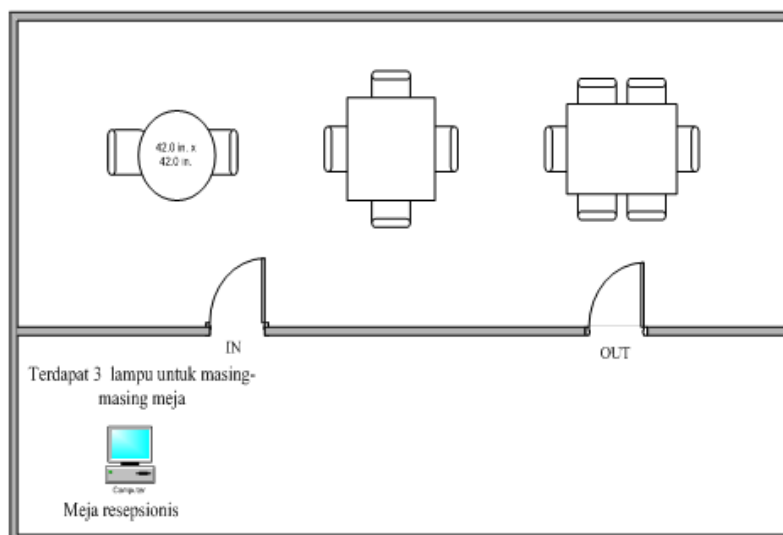 42.0 in. x
42.0 in.
IN
OUT
Terdapat 3 lampu untuk masing-
masing meja
Computer
Meja resepsionis